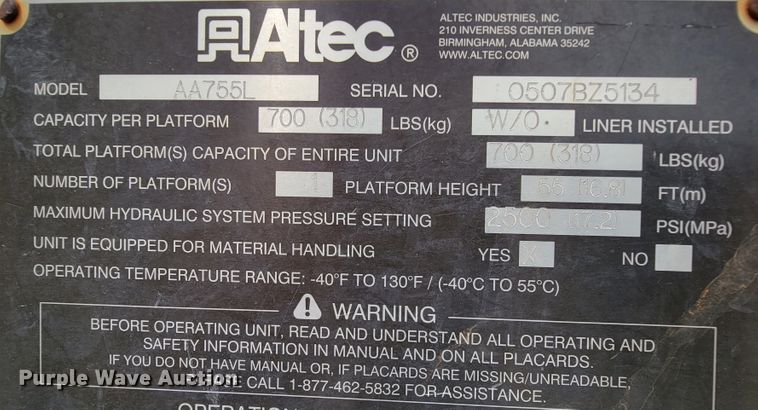 Altec ®
ALTEC INDUSTRIES, INC.
210 INVERNESS CENTER DRIVE
BIRMINGHAM, ALABAMA 35242
WWW.ALTEC.COM
MODEL AA755L SERIAL NO. 0507BZ5134
CAPACITY PER PLATFORM 700 (318) LBS(kg) W/O. LINER INSTALLED
TOTAL PLATFORM(S) CAPACITY OF ENTIRE UNIT 700 (318) LBS(kg)
NUMBER OF PLATFORM(S) 1 PLATFORM HEIGHT 55 (16.8) FT(m)
MAXIMUM HYDRAULIC SYSTEM PRESSURE SETTING 2500 (17.2) PSI(MPa)
UNIT IS EQUIPPED FOR MATERIAL HANDLING YES X NO
OPERATING TEMPERATURE RANGE: -40°F TO 130°F / (-40°C TO 55°C)
WARNING
BEFORE OPERATING UNIT, READ AND UNDERSTAND ALL OPERATING AND
SAFETY INFORMATION IN MANUAL AND ON ALL PLACARDS.
IF YOU DO NOT HAVE MANUAL OR, IF PLACARDS ARE MISSING/UNREADABLE,
CALL 1-877-462-5832 FOR ASSISTANCE.
Purple Wave Auction